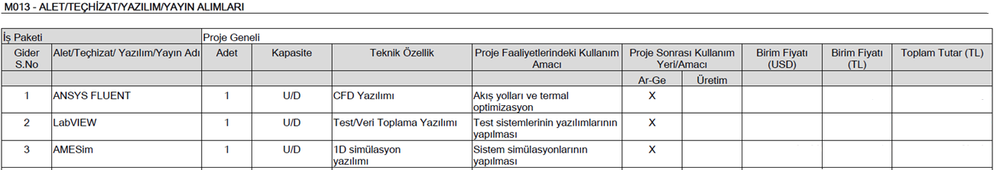 M013 - ALET/TEÇHİZAT/YAZILIM/YAYIN ALIMLARI
İş Paketi Proje Geneli
Gider S.No Alet/Teçhizat/ Yazılım/Yayın Adı Adet Kapasite Teknik Özellik Proje Faaliyetlerindeki Kullanım Amacı Proje Sonrası Kullanım Yeri/Amacı Birim Fiyatı (USD) Birim Fiyatı (TL) Toplam Tutar (TL)
Ar-Ge Üretim
1 ANSYS FLUENT 1 U/D CFD Yazılımı Akış yolları ve termal optimizasyon X
2 LabVIEW 1 U/D Test/Veri Toplama Yazılımı Test sistemlerinin yazılımlarının yapılması X
3 AMESim 1 U/D 1D simülasyon yazılımı Sistem simülasyonlarının yapılması X